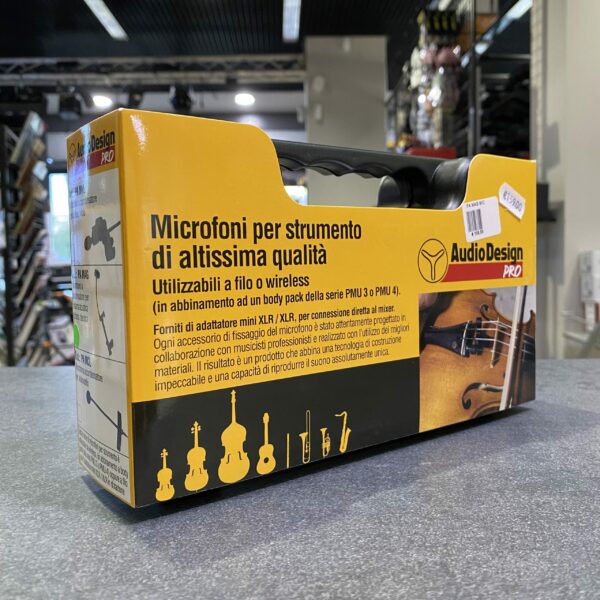 AudioDesign
PRO
Microfoni per strumento
di altissima qualità
Utilizzabili a filo o wireless
(in abbinamento ad un body pack della serie PMU 3 o PMU 4).
Forniti di adattatore mini XLR / XLR, per connessione diretta al mixer.
Ogni accessorio di fissaggio del microfono è stato attentamente progettato in
collaborazione con musicisti professionisti e realizzato con l'utilizzo dei migliori
materiali. Il risultato è un prodotto che abbina una tecnologia di costruzione
impeccabile e una capacità di riprodurre il suono assolutamente unica.
AudioDesign
PRO